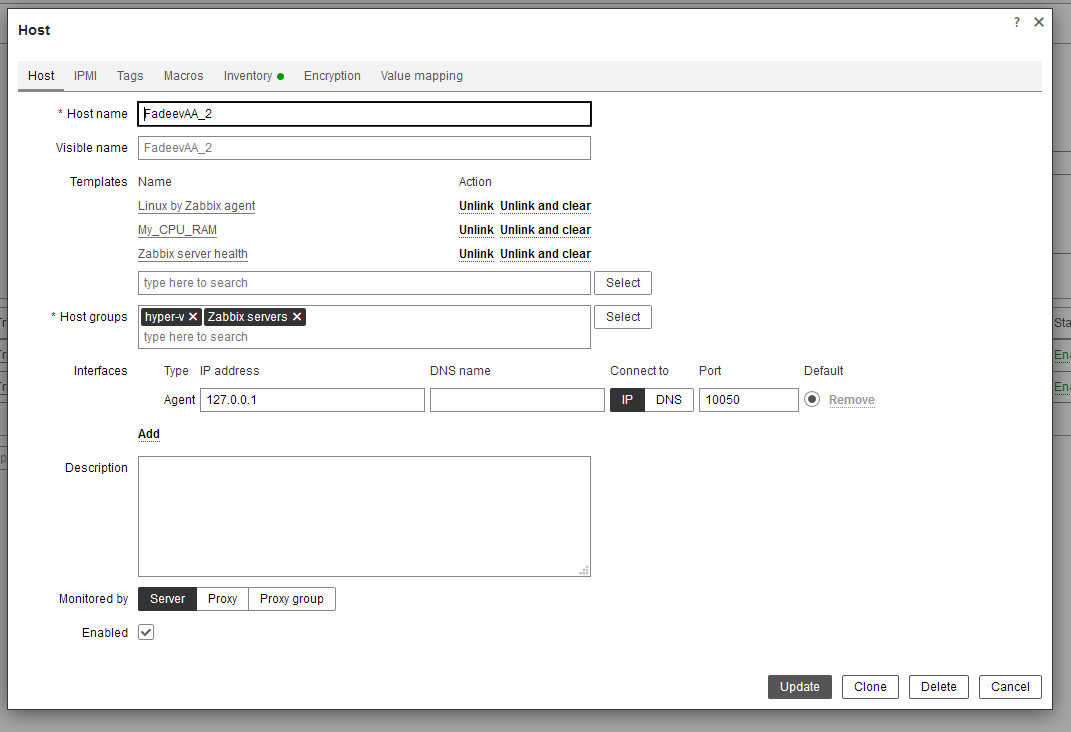 Host ?
Host IPMI Tags Macros Inventory Encryption Value mapping
* Host name FadeevAA_2
Visible name FadeevAA_2
Templates Name Action
Linux by Zabbix agent Unlink Unlink and clear
My_CPU_RAM Unlink Unlink and clear
Zabbix server health Unlink Unlink and clear
type here to search Select
* Host groups hyper-v Zabbix servers Select
type here to search
Interfaces Type IP address DNS name Connect to Port Default
Agent 127.0.0.1 IP DNS 10050 Remove
Add
Description
Monitored by Server Proxy Proxy group
Enabled
Update Clone Delete Cancel